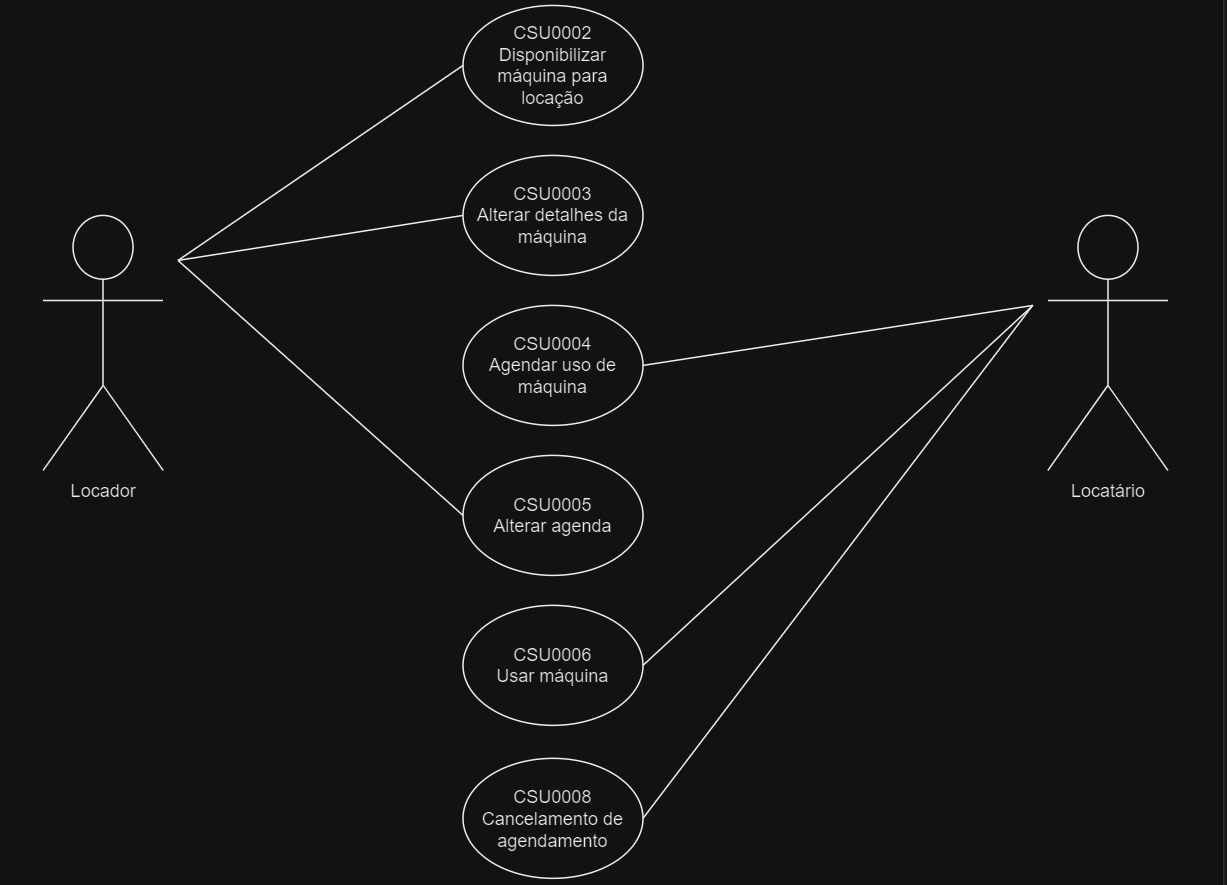 CSU0002
Disponibilizar
máquina para
locação
CSU0003
Alterar detalhes da
máquina
CSU0004
Agendar uso de
máquina
Locador
Locatário
CSU0005
Alterar agenda
CSU0006
Usar máquina
CSU0008
Cancelamento de
agendamento